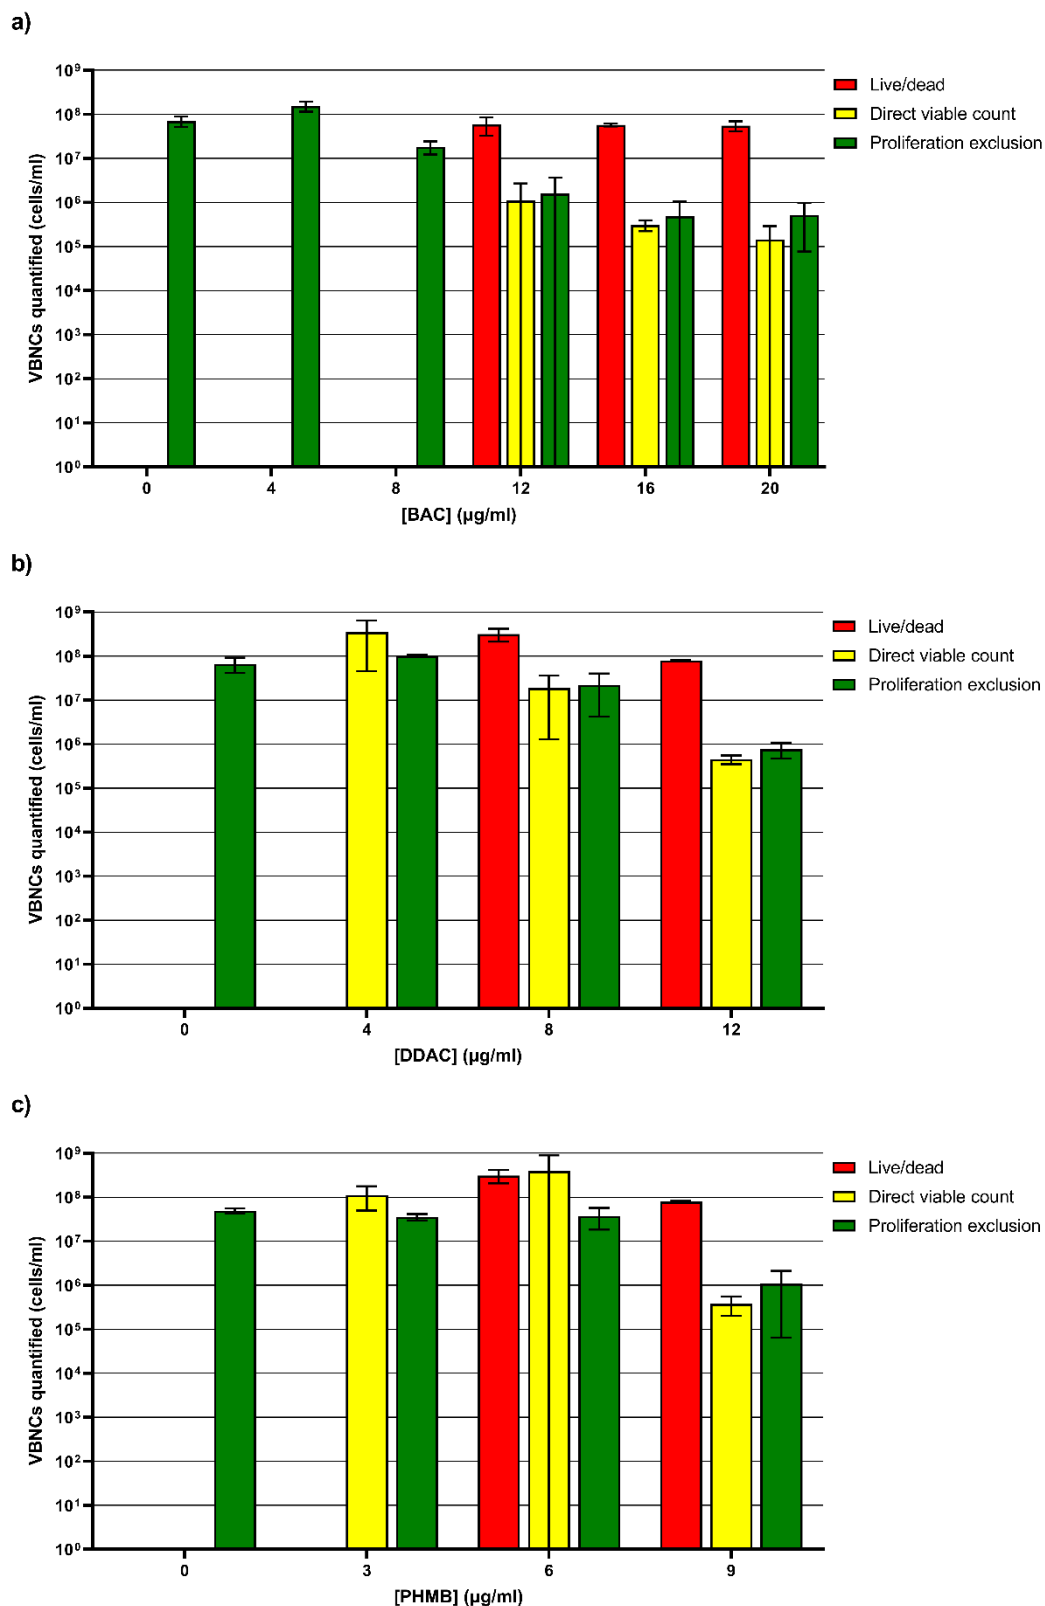 a)
VBNCs quantified (cells/ml)
10⁹
10⁸
10⁷
10⁶
10⁵
10⁴
10³
10²
10¹
10⁰
0 4 8 12 16 20
[BAC] (µg/ml)
Live/dead
Direct viable count
Proliferation exclusion
b)
VBNCs quantified (cells/ml)
10⁹
10⁸
10⁷
10⁶
10⁵
10⁴
10³
10²
10¹
10⁰
0 4 8 12
[DDAC] (µg/ml)
Live/dead
Direct viable count
Proliferation exclusion
c)
VBNCs quantified (cells/ml)
10⁹
10⁸
10⁷
10⁶
10⁵
10⁴
10³
10²
10¹
10⁰
0 3 6 9
[PHMB] (µg/ml)
Live/dead
Direct viable count
Proliferation exclusion